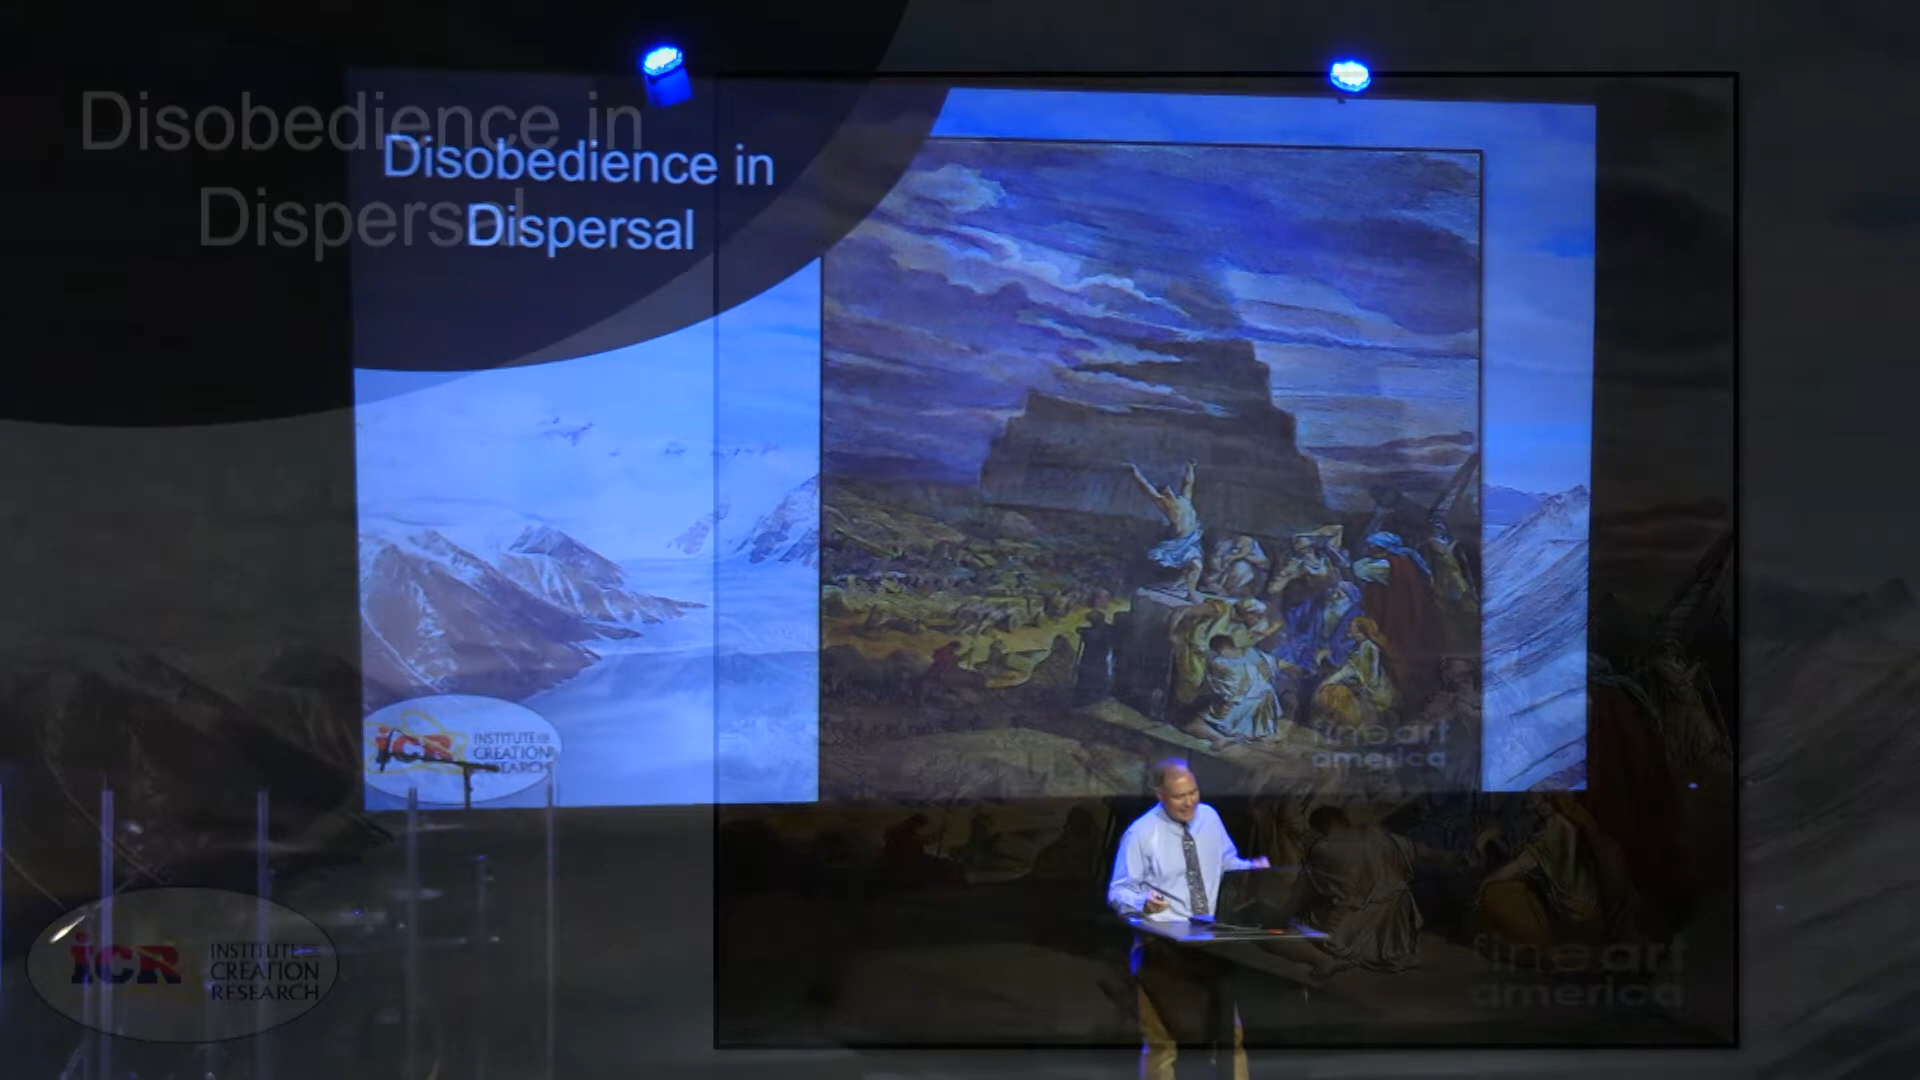 Disobedience in
Dispersal
Disobedience in
Dispersal
fine art
america
ICR INSTITUTE FOR
CREATION
RESEARCH
ICR INSTITUTE FOR
CREATION
RESEARCH
fine art
america